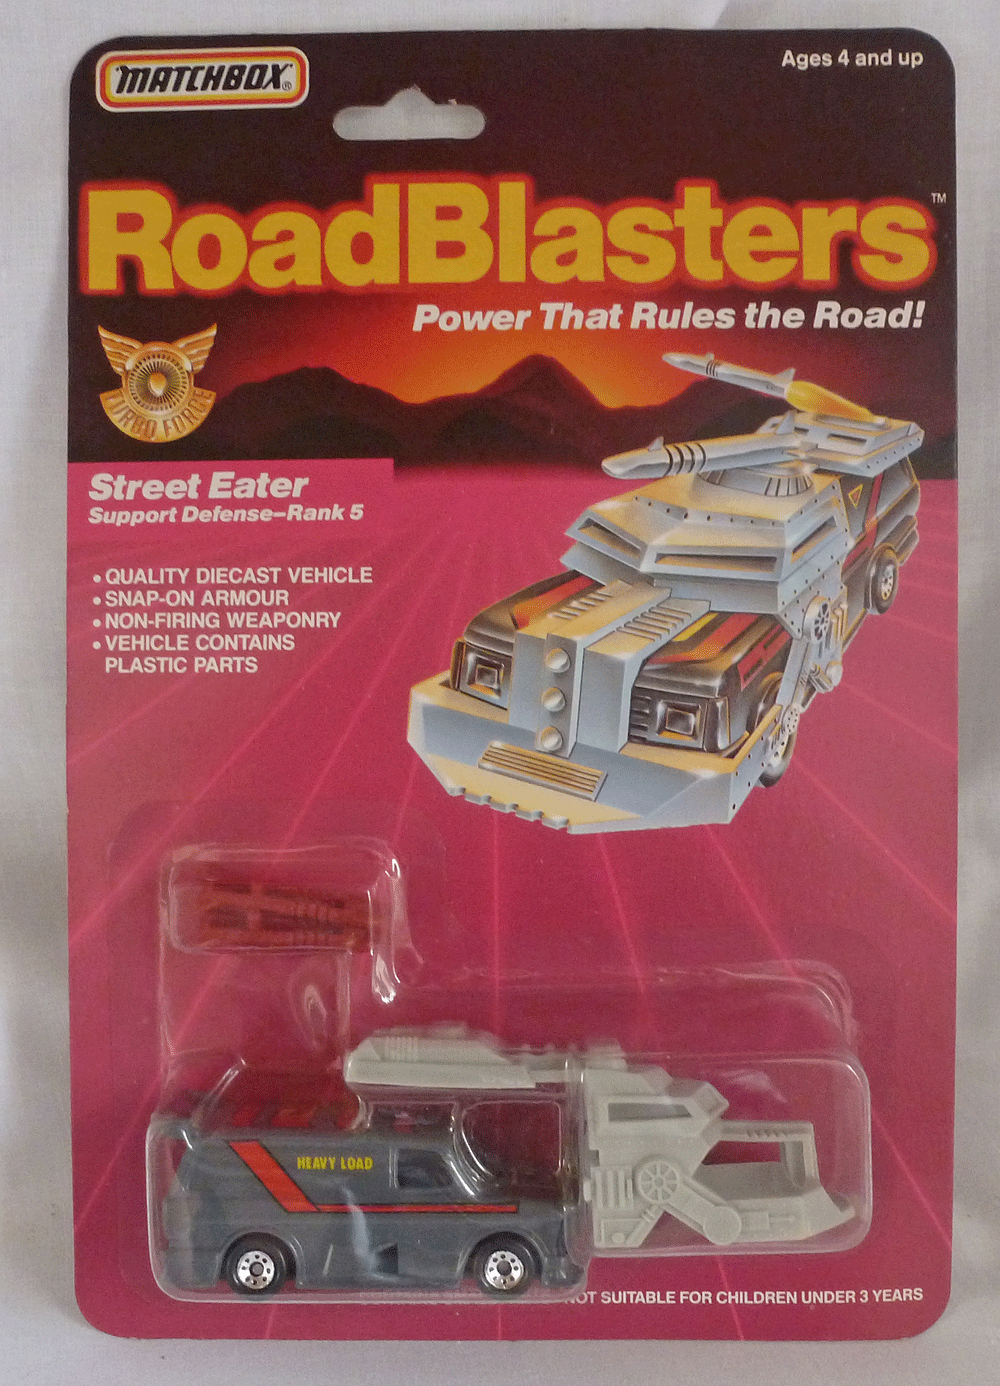 MATCHBOX®
Ages 4 and up
RoadBlasters™
Power That Rules the Road!
TURBO FORCE
Street Eater
Support Defense–Rank 5
• QUALITY DIECAST VEHICLE
• SNAP-ON ARMOUR
• NON-FIRING WEAPONRY
• VEHICLE CONTAINS
PLASTIC PARTS
HEAVY LOAD
NOT SUITABLE FOR CHILDREN UNDER 3 YEARS